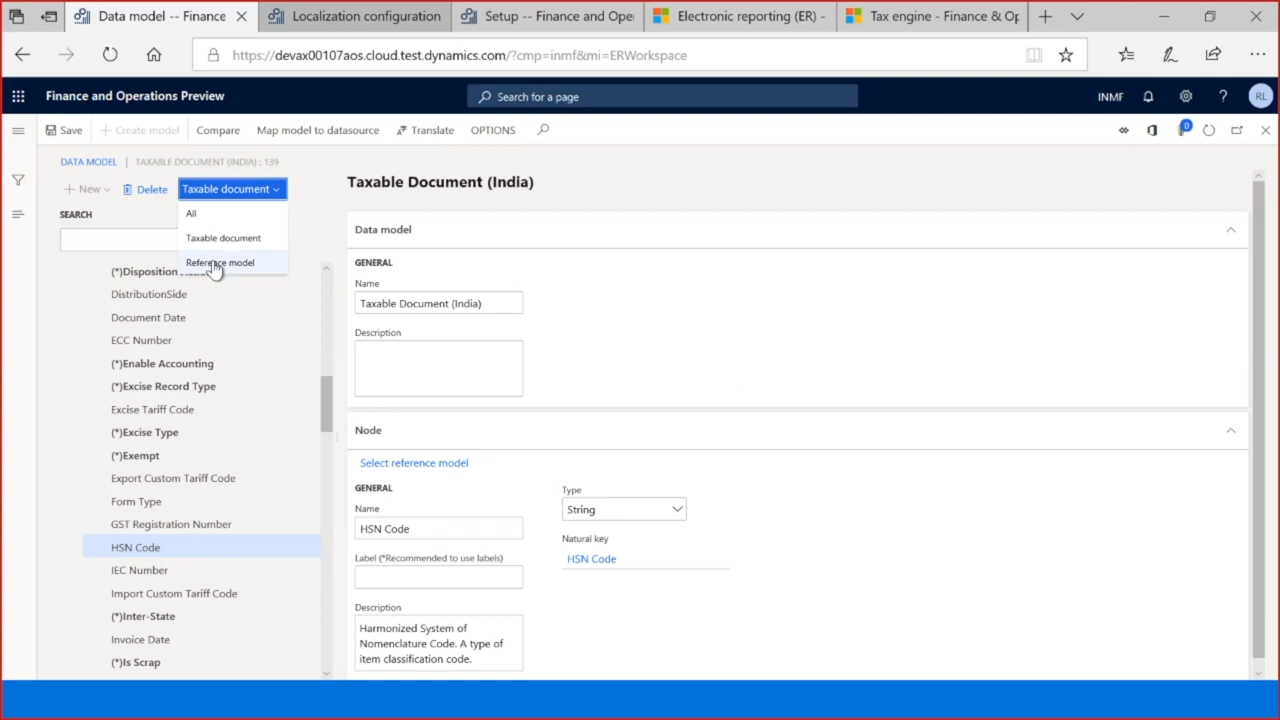 Data model -- Finance
Localization configuration
Setup -- Finance and Ope
Electronic reporting (ER) -
Tax engine - Finance & Op
https://devax00107aos.cloud.test.dynamics.com/?cmp=inmf&mi=ERWorkspace
Finance and Operations Preview
Search for a page
INMF
RL
Save
Create model
Compare
Map model to datasource
Translate
OPTIONS
0
DATA MODEL | TAXABLE DOCUMENT (INDIA) : 139
New
Delete
Taxable document
All
Taxable document
Reference model
SEARCH
(*)Disposition
DistributionSide
Document Date
ECC Number
(*)Enable Accounting
(*)Excise Record Type
Excise Tariff Code
(*)Excise Type
(*)Exempt
Export Custom Tariff Code
Form Type
GST Registration Number
HSN Code
IEC Number
Import Custom Tariff Code
(*)Inter-State
Invoice Date
(*)Is Scrap
Taxable Document (India)
Data model
GENERAL
Name
Taxable Document (India)
Description
Node
Select reference model
GENERAL
Name
HSN Code
Label (*Recommended to use labels)
Description
Harmonized System of
Nomenclature Code. A type of
item classification code.
Type
String
Natural key
HSN Code